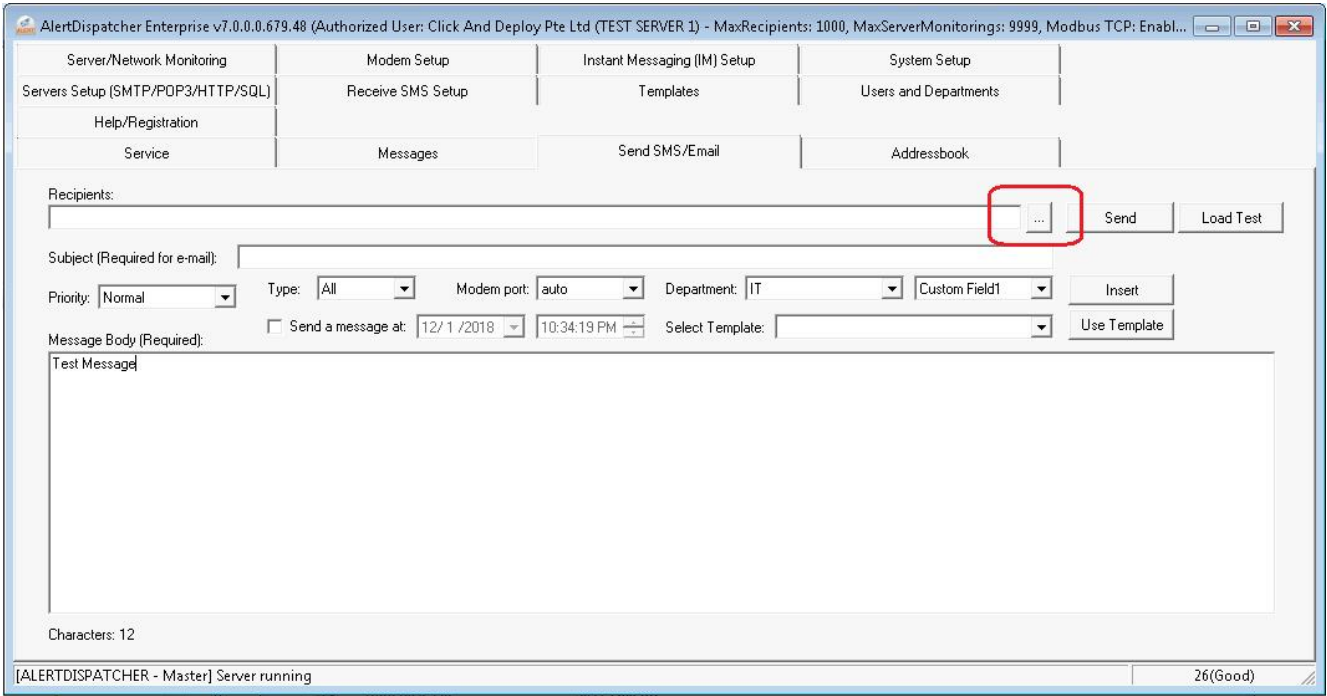 AlertDispatcher Enterprise v7.0.0.0.679.48 (Authorized User: Click And Deploy Pte Ltd (TEST SERVER 1) - MaxRecipients: 1000, MaxServerMonitorings: 9999, Modbus TCP: Enabl...
Server/Network Monitoring Modem Setup Instant Messaging (IM) Setup System Setup
Servers Setup (SMTP/POP3/HTTP/SQL) Receive SMS Setup Templates Users and Departments
Help/Registration
Service Messages Send SMS/Email Addressbook
Recipients:
... Send Load Test
Subject (Required for e-mail):
Priority: Normal Type: All Modem port: auto Department: IT Custom Field1 Insert
Send a message at: 12/ 1 /2018 10:34:19 PM Select Template: Use Template
Message Body (Required):
Test Message
Characters: 12
[ALERTDISPATCHER - Master] Server running 26(Good)